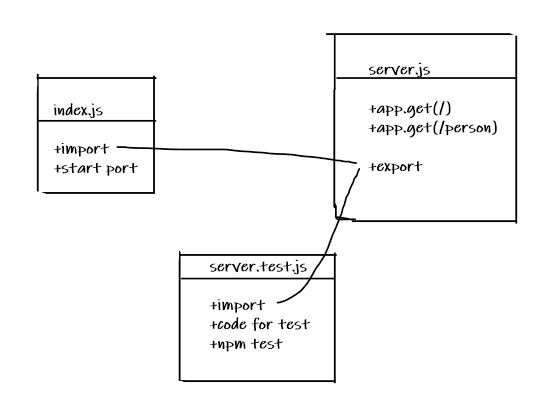 index.js
+import
+start port
server.js
+app.get(/)
+app.get(/person)
+export
server.test.js
+import
+code for test
+npm test